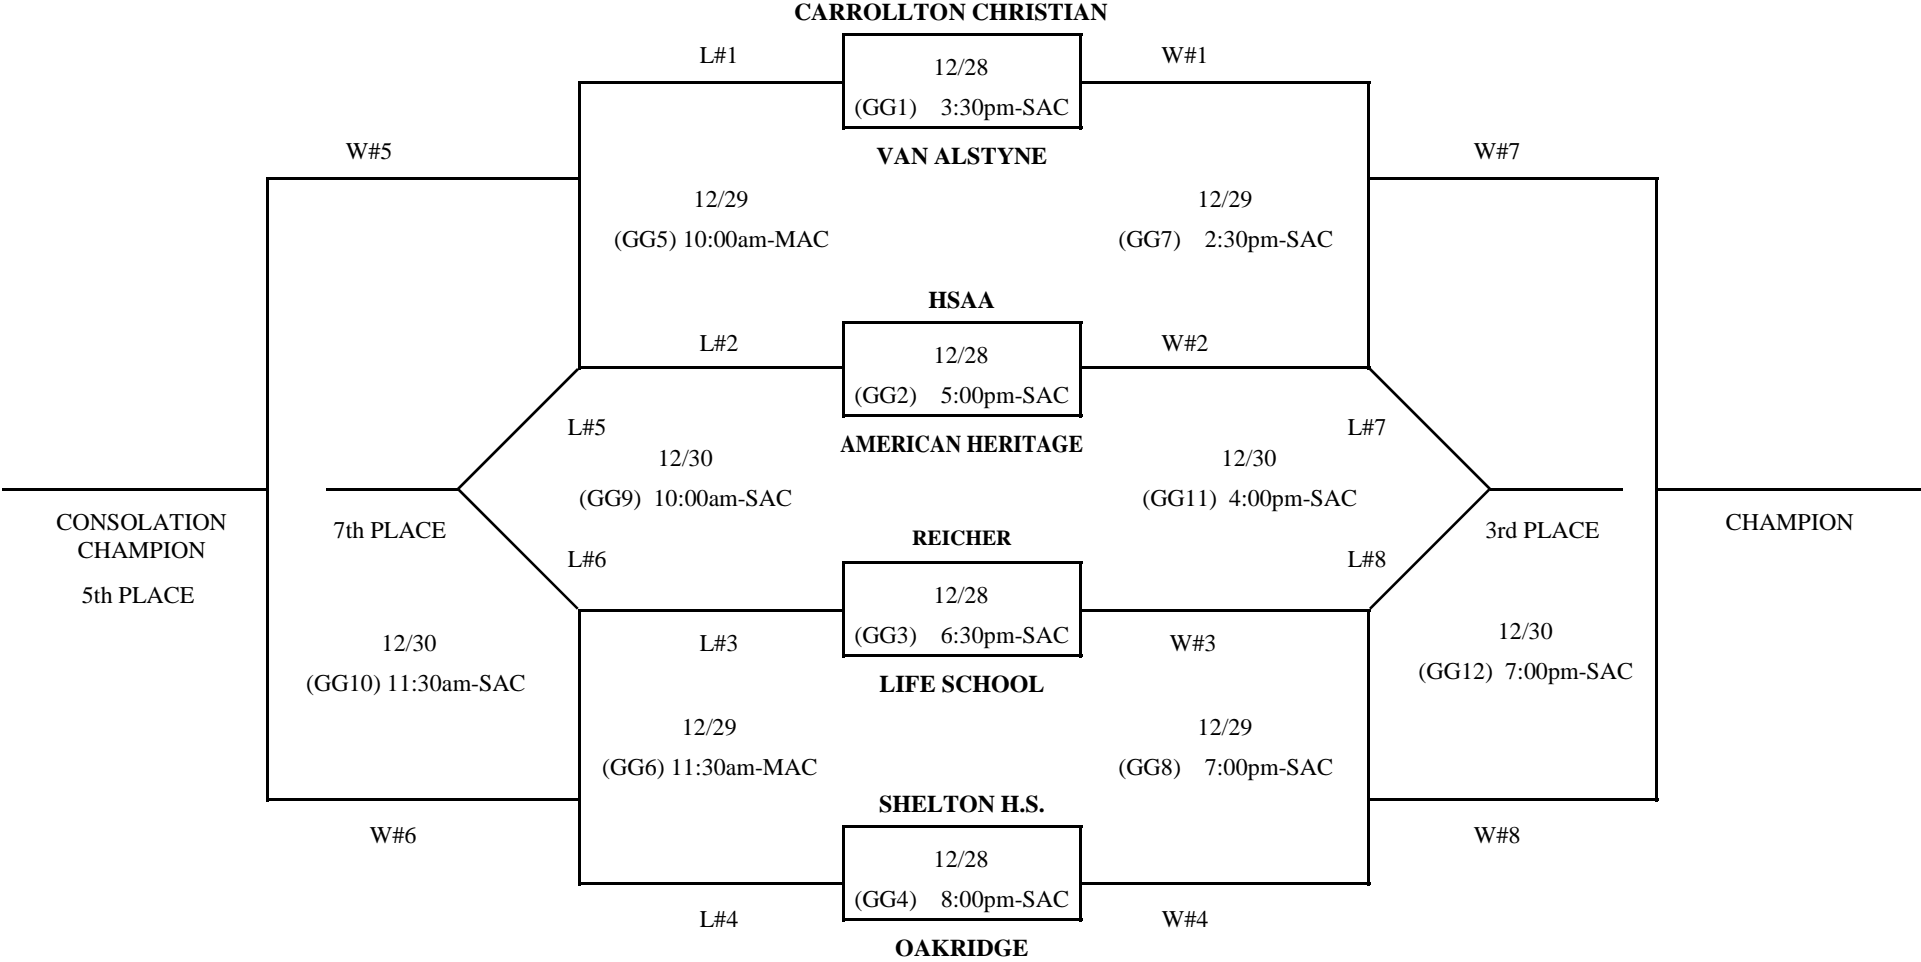 CARROLLTON CHRISTIAN
L#1
12/28
W#1
(GG1) 3:30pm-SAC
W#5
VAN ALSTYNE
W#7
12/29
12/29
(GG5) 10:00am-MAC
(GG7) 2:30pm-SAC
HSAA
L#2
12/28
W#2
(GG2) 5:00pm-SAC
L#5
AMERICAN HERITAGE
L#7
12/30
12/30
(GG9) 10:00am-SAC
(GG11) 4:00pm-SAC
CONSOLATION
CHAMPION
5th PLACE
7th PLACE
REICHER
3rd PLACE
CHAMPION
L#6
L#8
12/28
(GG3) 6:30pm-SAC
12/30
(GG10) 11:30am-SAC
L#3
W#3
12/30
(GG12) 7:00pm-SAC
LIFE SCHOOL
12/29
12/29
(GG6) 11:30am-MAC
(GG8) 7:00pm-SAC
SHELTON H.S.
W#6
W#8
12/28
(GG4) 8:00pm-SAC
L#4
W#4
OAKRIDGE